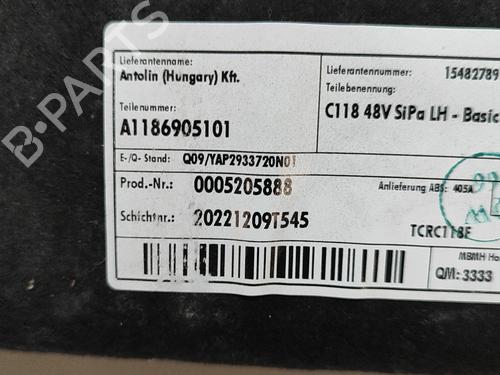 Lieferantenname:
Antolin (Hungary) Kft.
Lieferantennummer: 15482789
Teilenummer:
A1186905101
Teilebenennung:
C118 48V SiPa LH - Basic
E-/Q- Stand: Q09/YAP2933720N01
Prod.-Nr.: 0005205888
Anlieferung ABS: 405A
Schichtnr.: 20221209T545
TCRC118F
MBMH
QM: 3333
B-PARTS